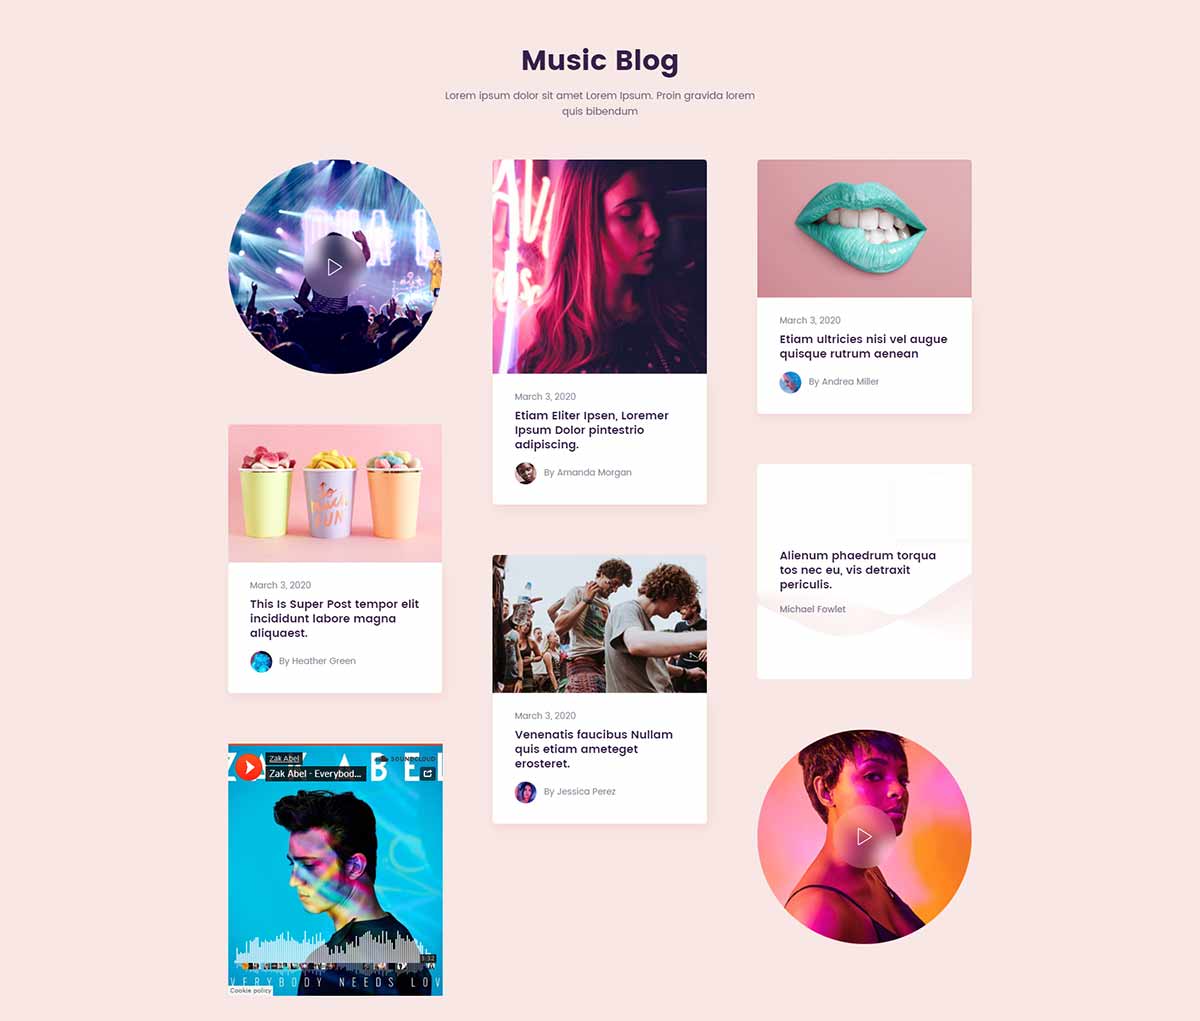 Music Blog
Lorem ipsum dolor sit amet Lorem Ipsum. Proin gravida lorem
quis bibendum
March 3, 2020
This Is Super Post tempor elit
incididunt labore magna
aliquaest.
By Heather Green
ZAK ABEL
Zak Abel
SOUNDCLOUD
Zak Abel - Everybod...
1:32
VERYBODY NEEDS LOV
Cookie policy
March 3, 2020
Etiam Eliter Ipsen, Loremer
Ipsum Dolor pintestrio
adipiscing.
By Amanda Morgan
March 3, 2020
Venenatis faucibus Nullam
quis etiam ameteget
erosteret.
By Jessica Perez
March 3, 2020
Etiam ultricies nisi vel augue
quisque rutrum aenean
By Andrea Miller
Alienum phaedrum torqua
tos nec eu, vis detraxit
periculis.
Michael Fowlet